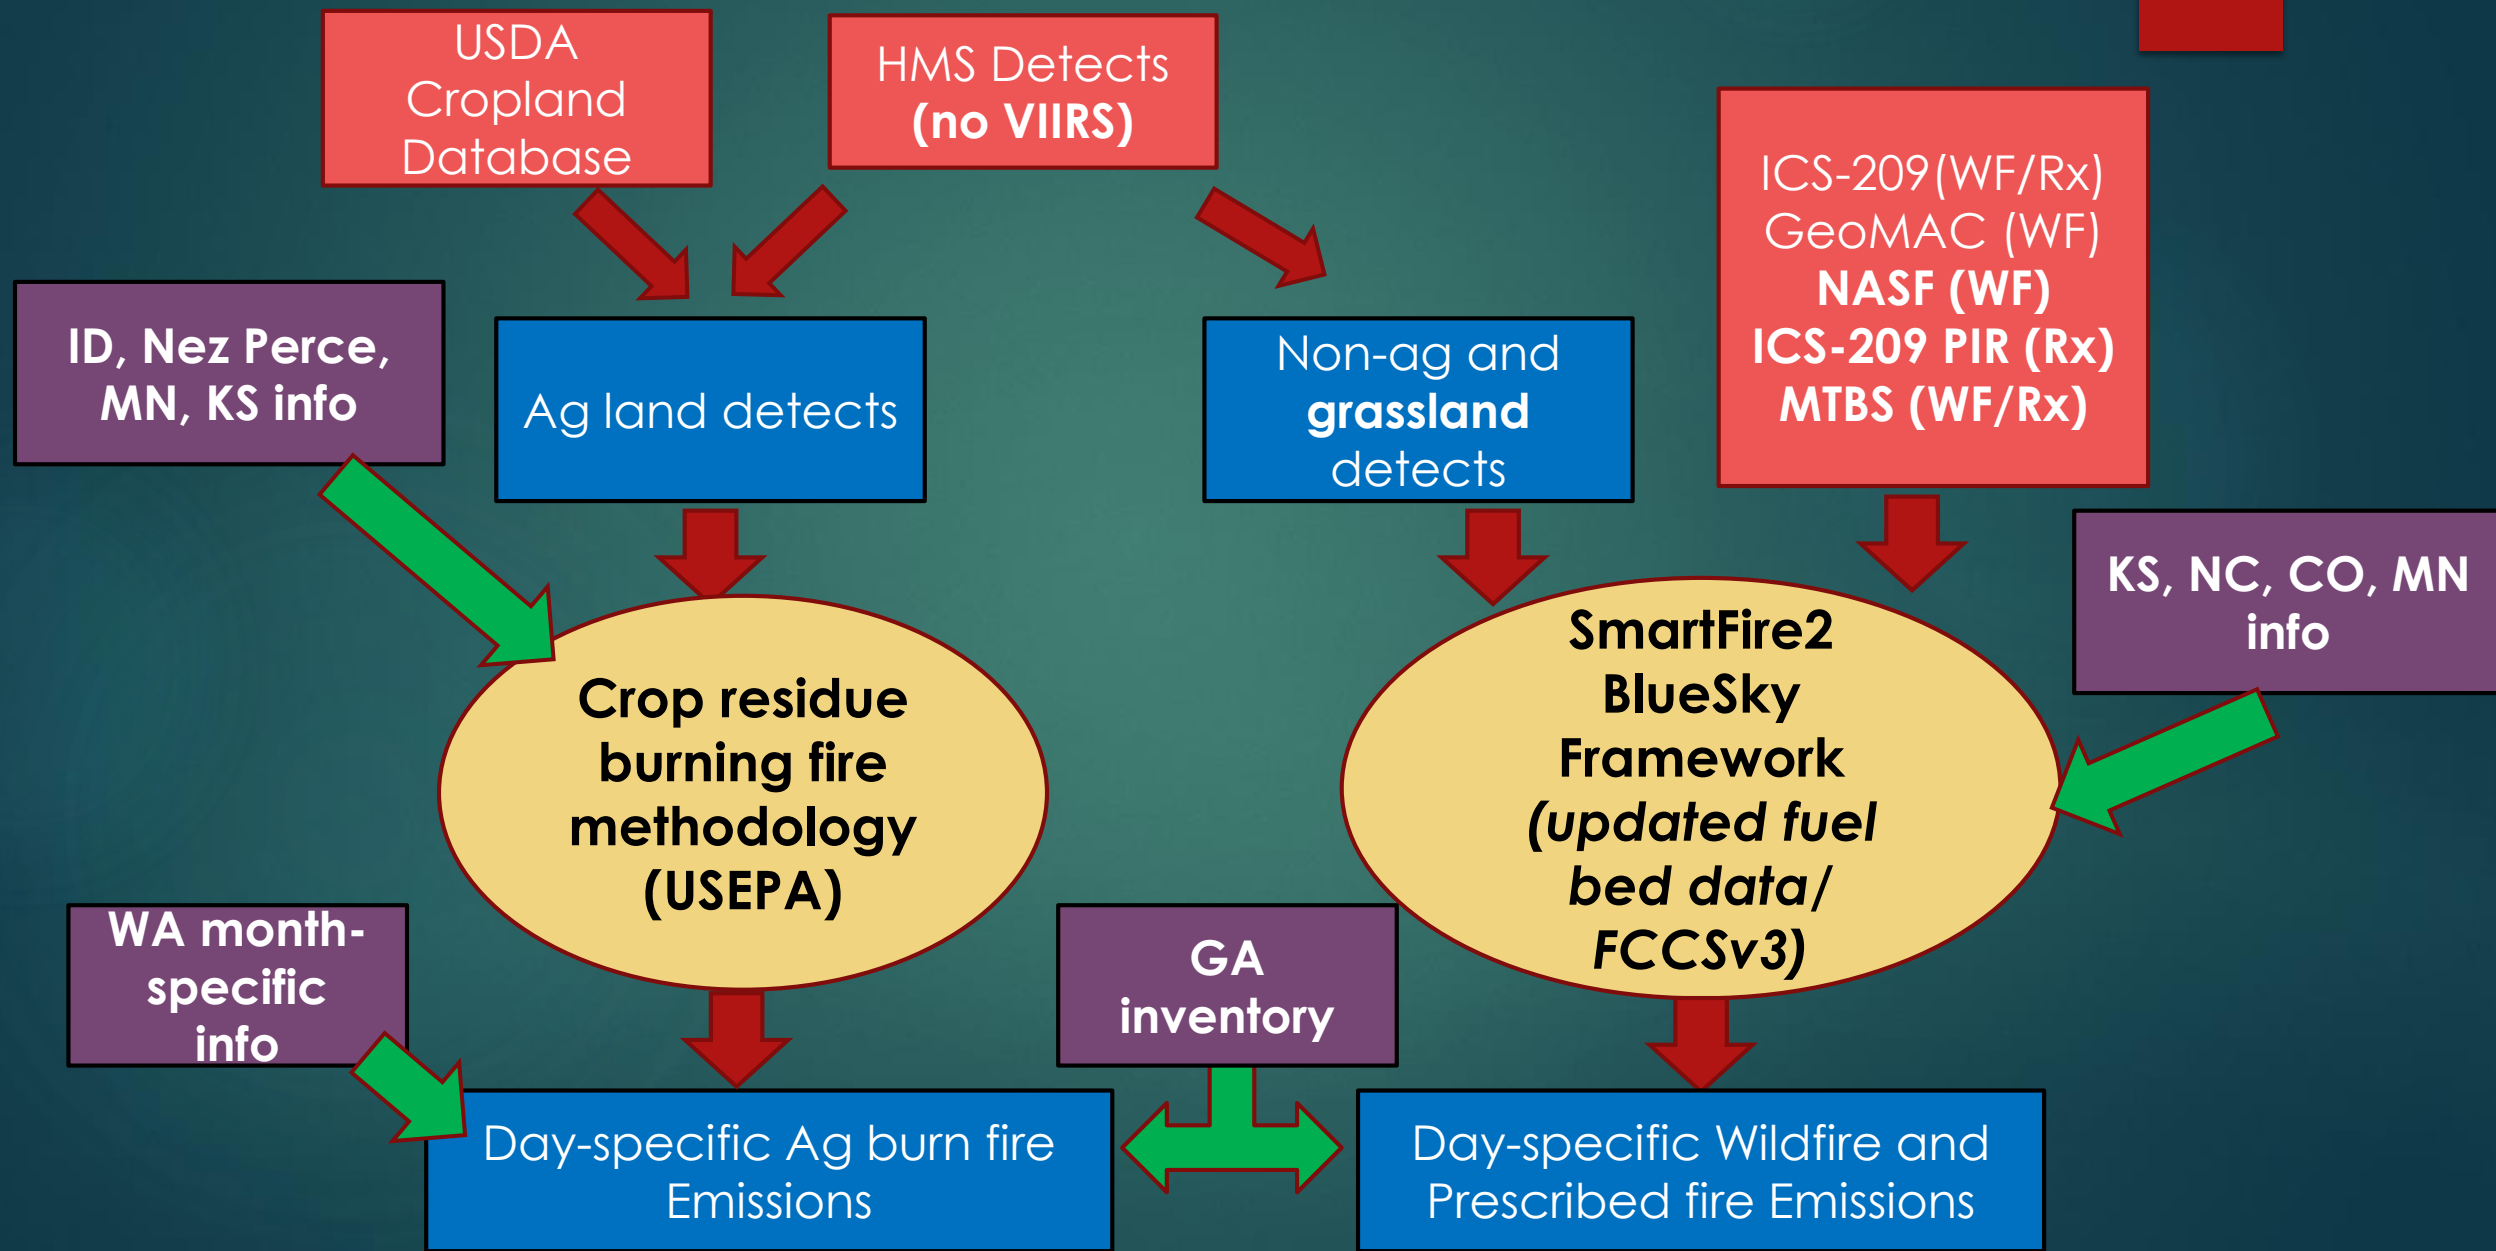 USDA
Cropland
Database
HMS Detects
(no VIIRS)
ICS-209(WF/Rx)
GeoMAC (WF)
NASF (WF)
ICS-209 PIR (Rx)
MTBS (WF/Rx)
ID, Nez Perce,
MN, KS info
Ag land detects
Non-ag and
grassland
detects
KS, NC, CO, MN
info
Crop residue
burning fire
methodology
(USEPA)
SmartFire2
BlueSky
Framework
(updated fuel
bed data/
FCCSv3)
WA month-
specific
info
GA
inventory
Day-specific Ag burn fire
Emissions
Day-specific Wildfire and
Prescribed fire Emissions